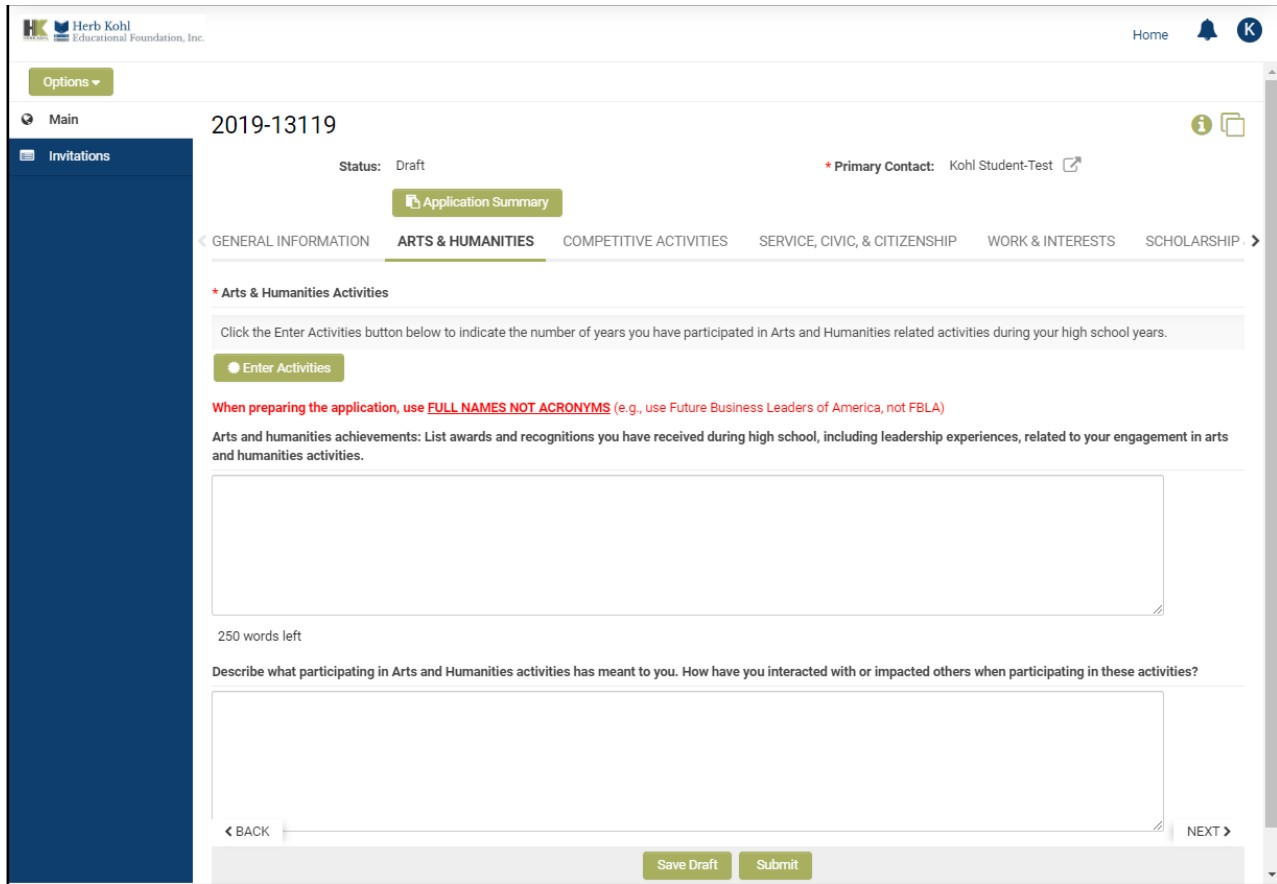 HK Herb Kohl
Educational Foundation, Inc.
Home
K
Options
Main
Invitations
2019-13119
Status: Draft
* Primary Contact: Kohl Student-Test
Application Summary
GENERAL INFORMATION
ARTS & HUMANITIES
COMPETITIVE ACTIVITIES
SERVICE, CIVIC, & CITIZENSHIP
WORK & INTERESTS
SCHOLARSHIP
* Arts & Humanities Activities
Click the Enter Activities button below to indicate the number of years you have participated in Arts and Humanities related activities during your high school years.
Enter Activities
When preparing the application, use FULL NAMES NOT ACRONYMS (e.g., use Future Business Leaders of America, not FBLA)
Arts and humanities achievements: List awards and recognitions you have received during high school, including leadership experiences, related to your engagement in arts
and humanities activities.
250 words left
Describe what participating in Arts and Humanities activities has meant to you. How have you interacted with or impacted others when participating in these activities?
BACK
NEXT
Save Draft
Submit